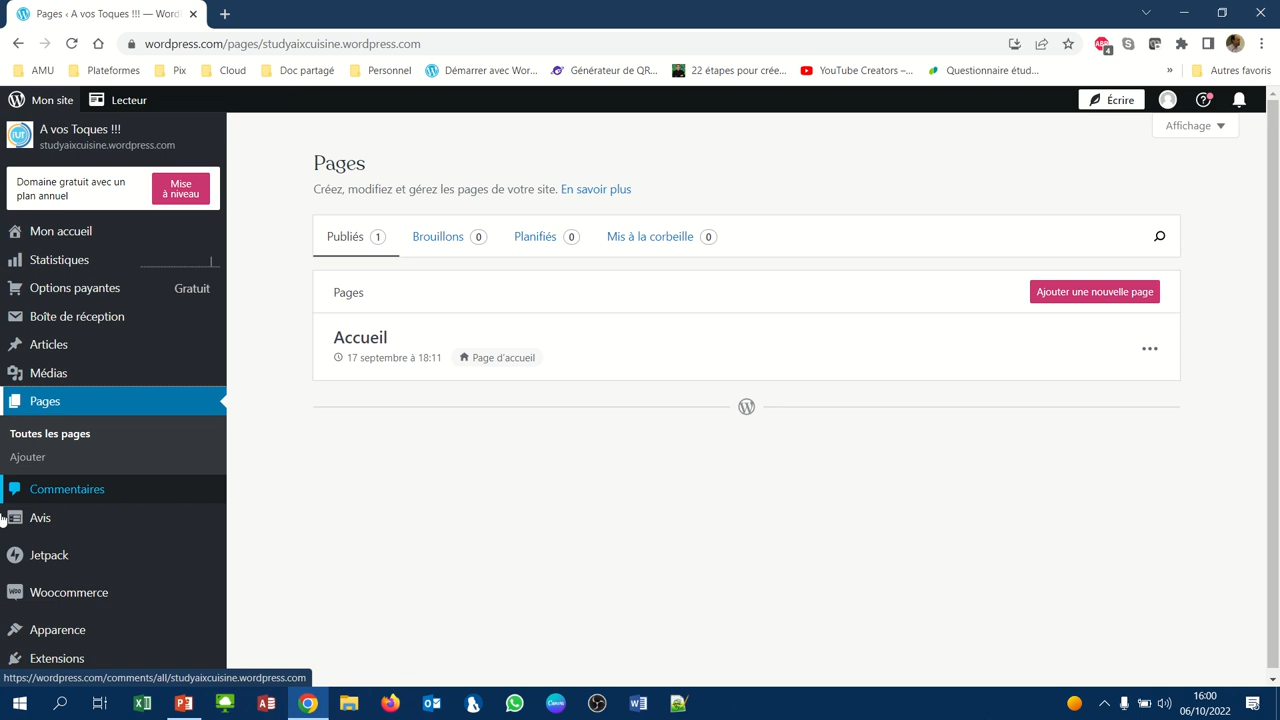 Pages ‹ A vos Toques !!! — Word
wordpress.com/pages/studyaixcuisine.wordpress.com
4
AMU
Plateformes
Pix
Cloud
Doc partagé
Personnel
Démarrer avec Wor...
Générateur de QR...
22 étapes pour crée...
YouTube Creators –...
Questionnaire étud...
»
Autres favoris
Mon site
Lecteur
Écrire
IUT
A vos Toques !!!
studyaixcuisine.wordpress.com
Affichage
Domaine gratuit avec un
plan annuel
Mise
à niveau
Mon accueil
Statistiques
Options payantes
Gratuit
Boîte de réception
Articles
Médias
Pages
Toutes les pages
Ajouter
Commentaires
Avis
Jetpack
Woocommerce
Apparence
Extensions
Pages
Créez, modifiez et gérez les pages de votre site. En savoir plus
Publiés 1
Brouillons 0
Planifiés 0
Mis à la corbeille 0
Pages
Ajouter une nouvelle page
Accueil
17 septembre à 18:11
Page d'accueil
https://wordpress.com/comments/all/studyaixcuisine.wordpress.com
16:00
06/10/2022